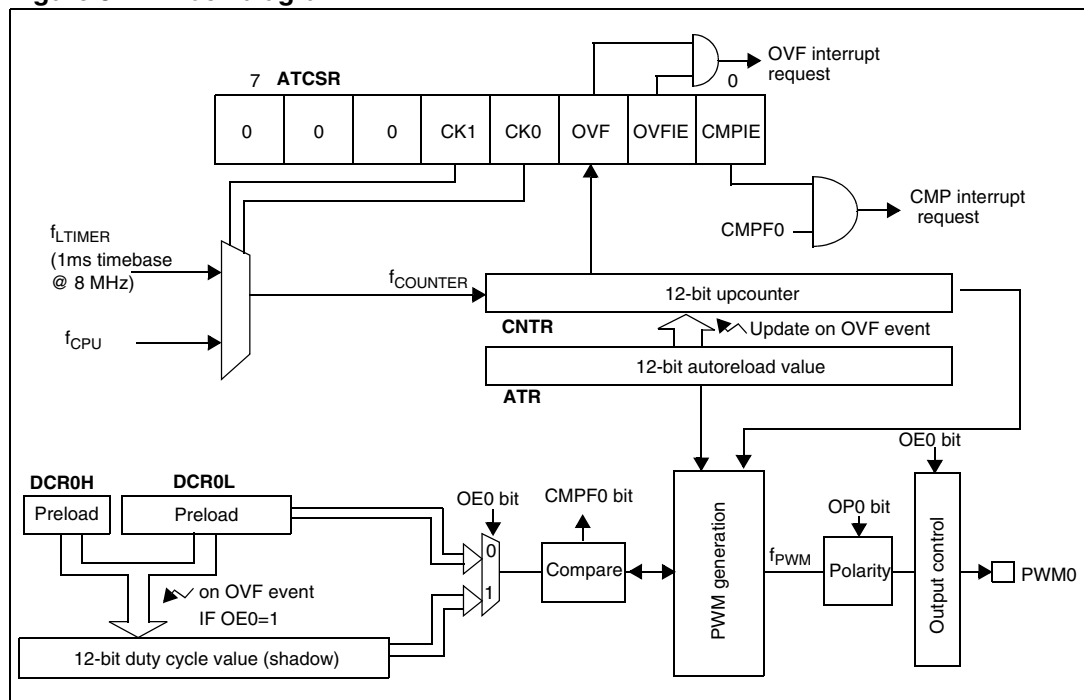 OVF interrupt
request
7 ATCSR 0
0 0 0 CK1 CK0 OVF OVFIE CMPIE
CMP interrupt
request
CMPF0
fLTIMER
(1ms timebase
@ 8 MHz)
fCPU
fCOUNTER
12-bit upcounter
CNTR
Update on OVF event
12-bit autoreload value
ATR
OE0 bit
DCR0H DCR0L
Preload Preload
OE0 bit
CMPF0 bit
OP0 bit
0
1
Compare
PWM generation
fPWM
Polarity
Output control
PWM0
on OVF event
IF OE0=1
12-bit duty cycle value (shadow)